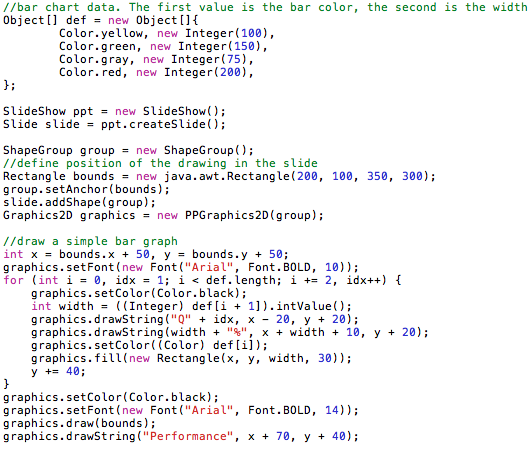 //bar chart data. The first value is the bar color, the second is the width
Object[] def = new Object[]{
        Color.yellow, new Integer(100),
        Color.green, new Integer(150),
        Color.gray, new Integer(75),
        Color.red, new Integer(200),
};
SlideShow ppt = new SlideShow();
Slide slide = ppt.createSlide();
ShapeGroup group = new ShapeGroup();
//define position of the drawing in the slide
Rectangle bounds = new java.awt.Rectangle(200, 100, 350, 300);
group.setAnchor(bounds);
slide.addShape(group);
Graphics2D graphics = new PPGraphics2D(group);
//draw a simple bar graph
int x = bounds.x + 50, y = bounds.y + 50;
graphics.setFont(new Font("Arial", Font.BOLD, 10));
for (int i = 0, idx = 1; i < def.length; i += 2, idx++) {
    graphics.setColor(Color.black);
    int width = ((Integer) def[i + 1]).intValue();
    graphics.drawString("Q" + idx, x - 20, y + 20);
    graphics.drawString(width + "%", x + width + 10, y + 20);
    graphics.setColor((Color) def[i]);
    graphics.fill(new Rectangle(x, y, width, 30));
    y += 40;
}
graphics.setColor(Color.black);
graphics.setFont(new Font("Arial", Font.BOLD, 14));
graphics.draw(bounds);
graphics.drawString("Performance", x + 70, y + 40);